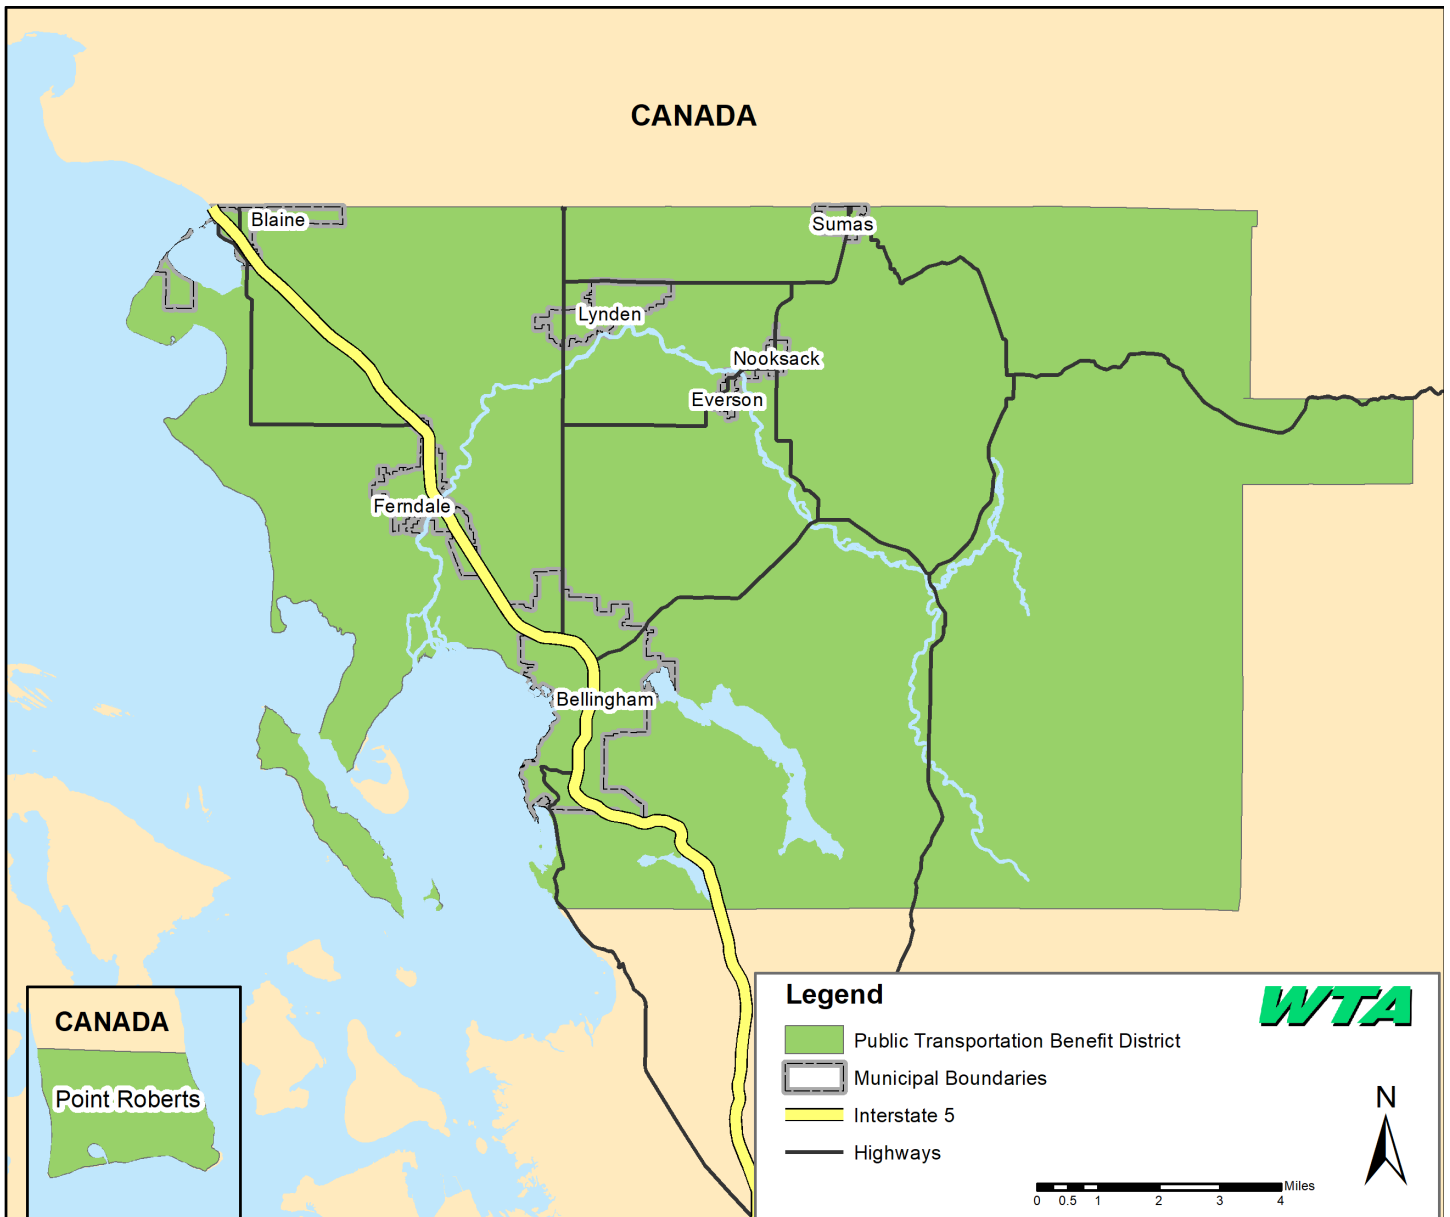 CANADA
Blaine
Sumas
Lynden
Nooksack
Everson
Ferndale
Bellingham
CANADA
Point Roberts
Legend
WTA
Public Transportation Benefit District
Municipal Boundaries
Interstate 5
Highways
N
Miles
0 0.5 1 2 3 4